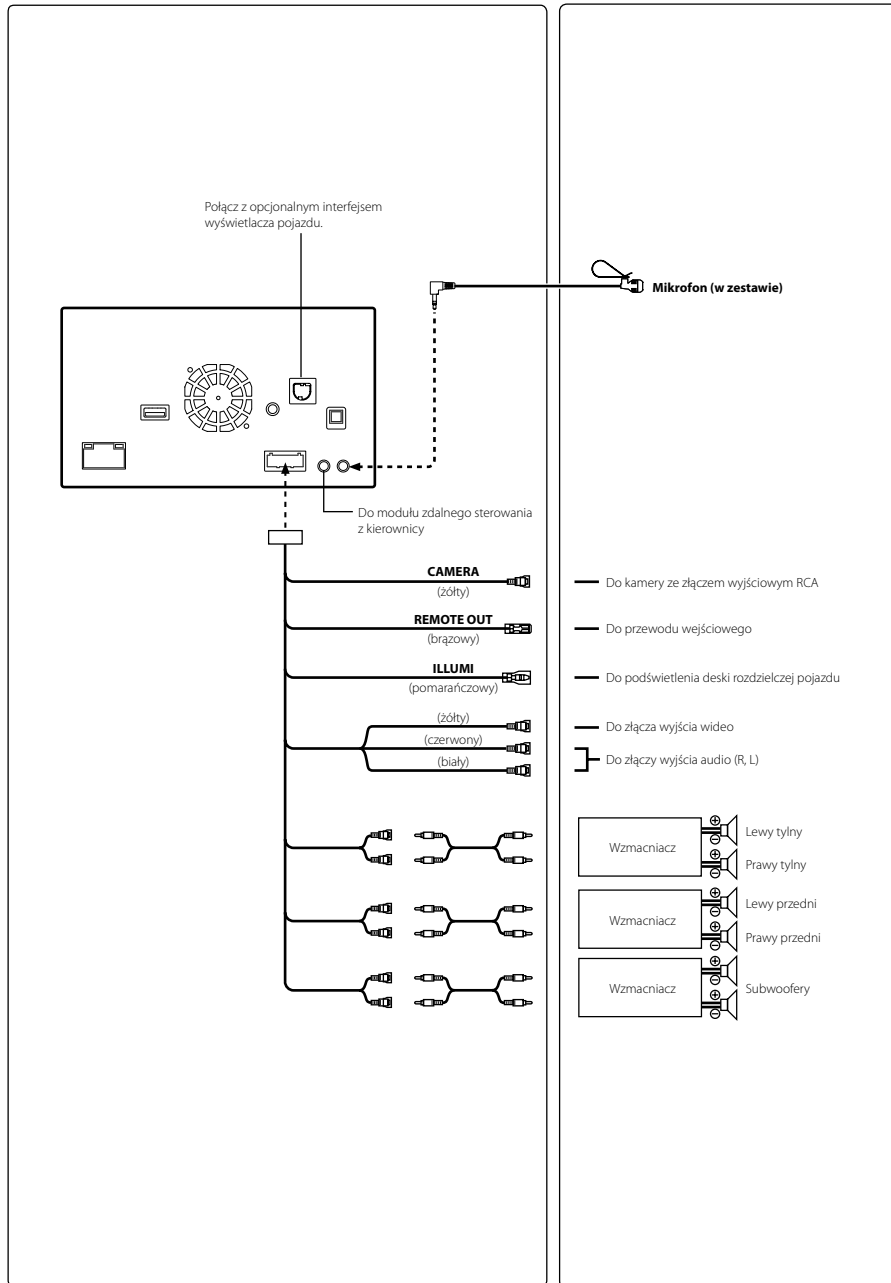 Połącz z opcjonalnym interfejsem
wyświetlacza pojazdu.
Mikrofon (w zestawie)
Do modułu zdalnego sterowania
z kierownicy
CAMERA
(żółty)
Do kamery ze złączem wyjściowym RCA
REMOTE OUT
(brązowy)
Do przewodu wejściowego
ILLUMI
(pomarańczowy)
Do podświetlenia deski rozdzielczej pojazdu
(żółty)
Do złącza wyjścia wideo
(czerwony)
(biały)
Do złączy wyjścia audio (R, L)
Wzmacniacz
Lewy tylny
Prawy tylny
Wzmacniacz
Lewy przedni
Prawy przedni
Wzmacniacz
Subwoofery